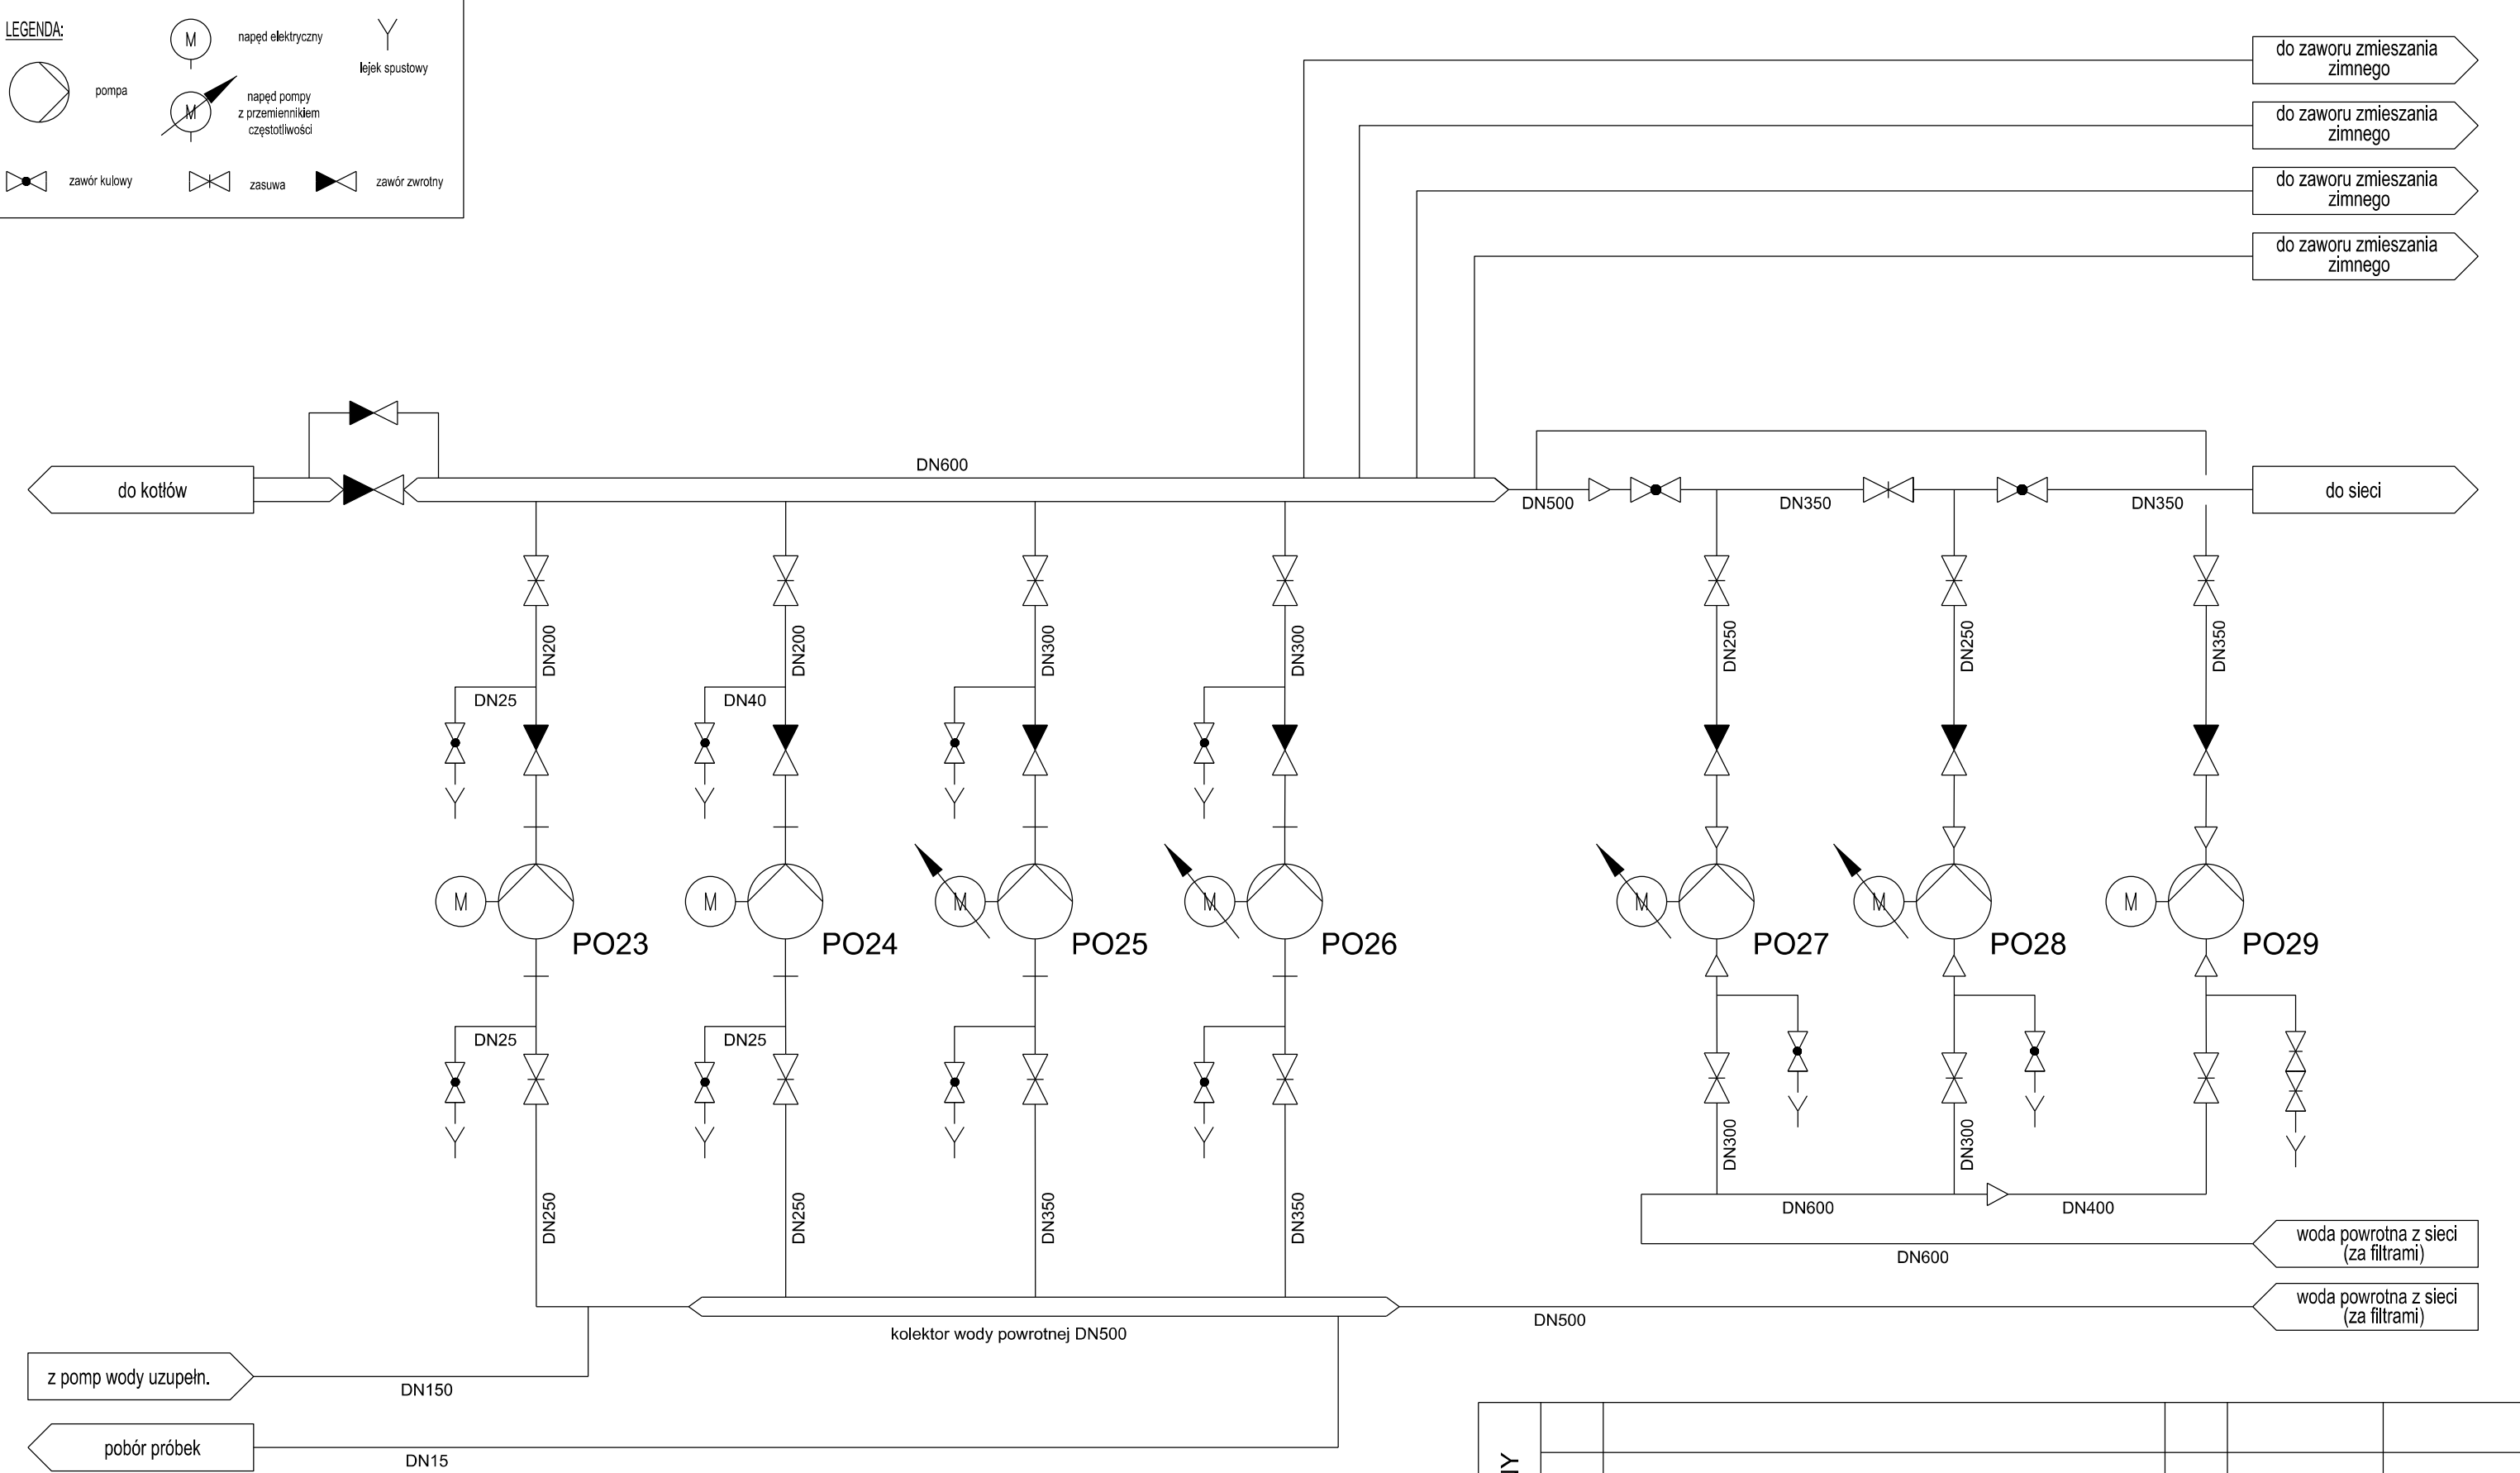 LEGENDA:
M
napęd elektryczny
lejek spustowy
pompa
M
napęd pompy
z przemiennikiem
częstotliwości
zawór kulowy
zasuwa
zawór zwrotny
do zaworu zmieszania
zimnego
do zaworu zmieszania
zimnego
do zaworu zmieszania
zimnego
do zaworu zmieszania
zimnego
do kotłów
DN600
DN500
DN350
DN350
do sieci
DN200
DN200
DN300
DN300
DN250
DN250
DN350
DN25
DN40
M
M
M
M
M
M
M
PO23
PO24
PO25
PO26
PO27
PO28
PO29
DN25
DN25
DN300
DN300
DN250
DN250
DN350
DN350
DN600
DN400
woda powrotna z sieci
(za filtrami)
DN600
woda powrotna z sieci
(za filtrami)
DN500
kolektor wody powrotnej DN500
z pomp wody uzupełn.
DN150
pobór próbek
DN15